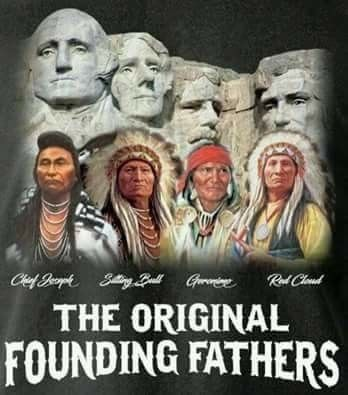 Chief Joseph Sitting Bull Geronimo Red Cloud
THE ORIGINAL
FOUNDING FATHERS